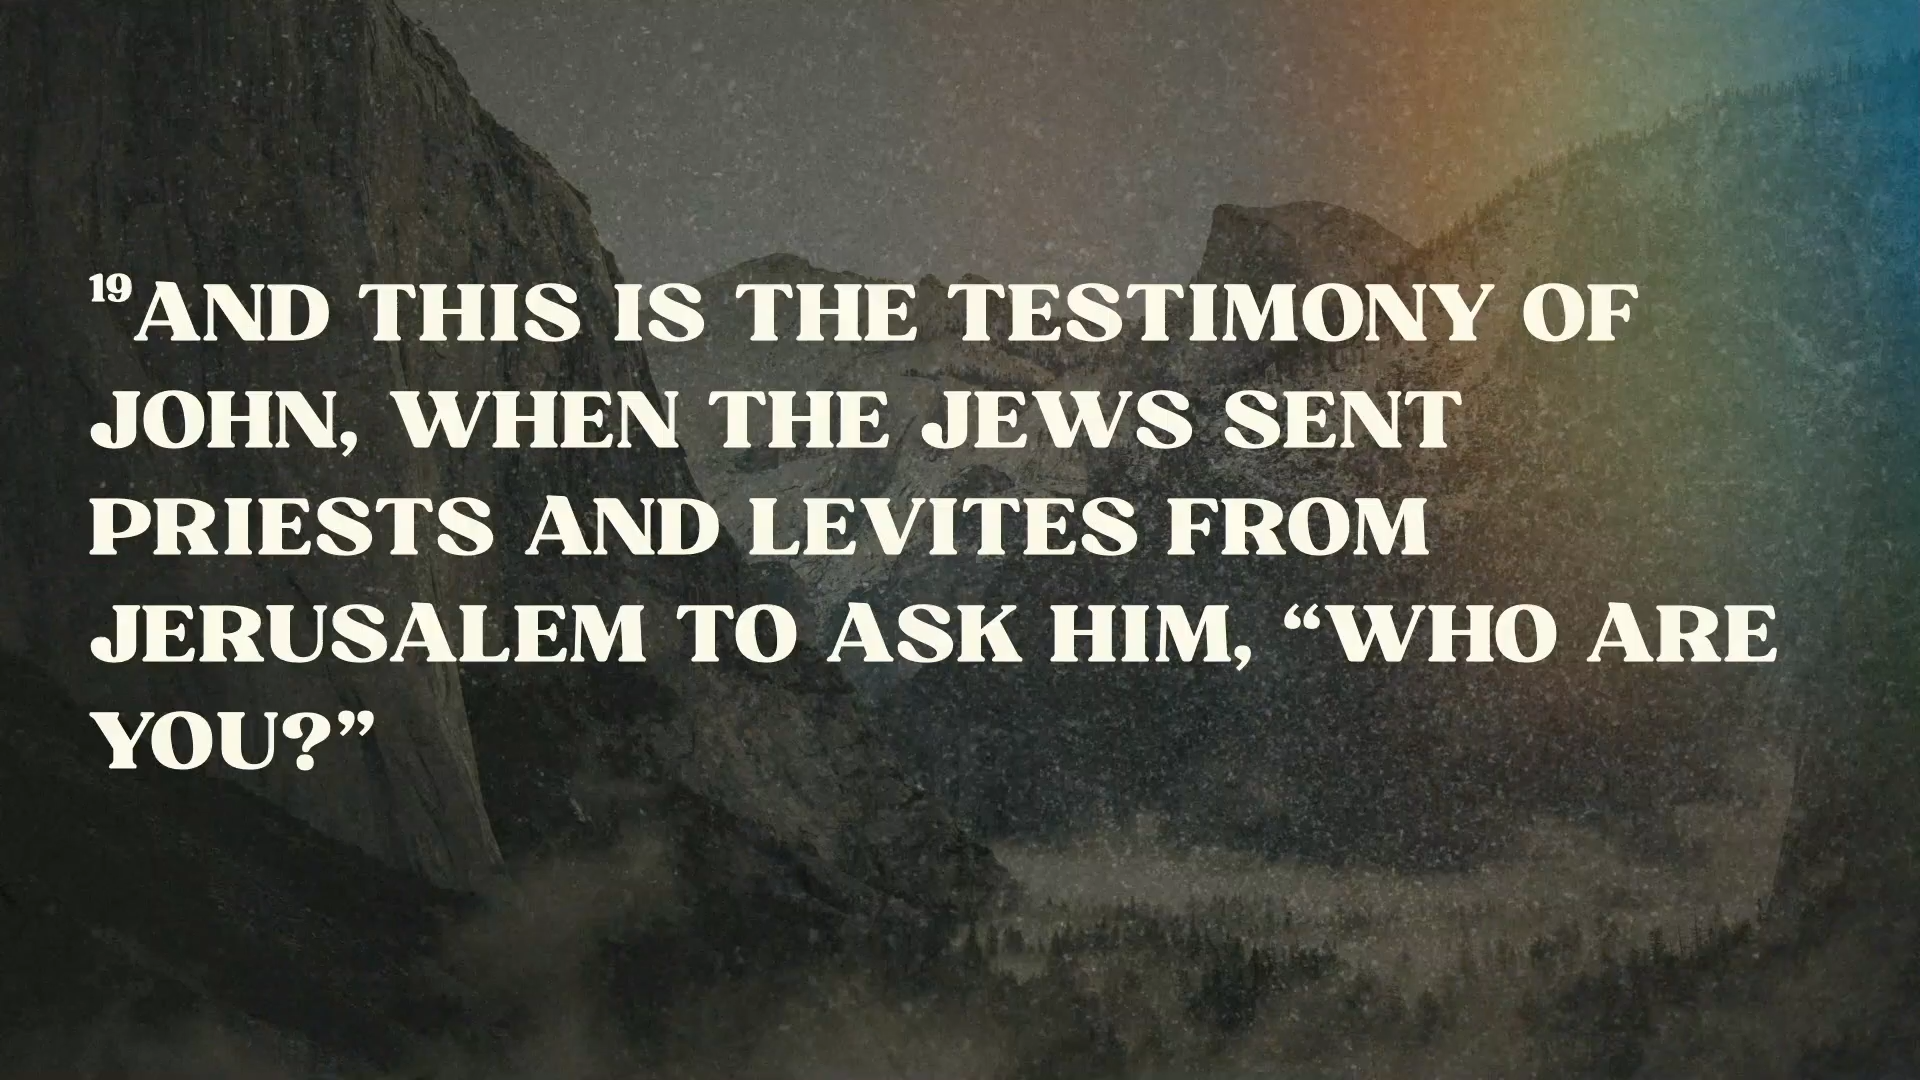 ¹⁹AND THIS IS THE TESTIMONY OF
JOHN, WHEN THE JEWS SENT
PRIESTS AND LEVITES FROM
JERUSALEM TO ASK HIM, “WHO ARE
YOU?”